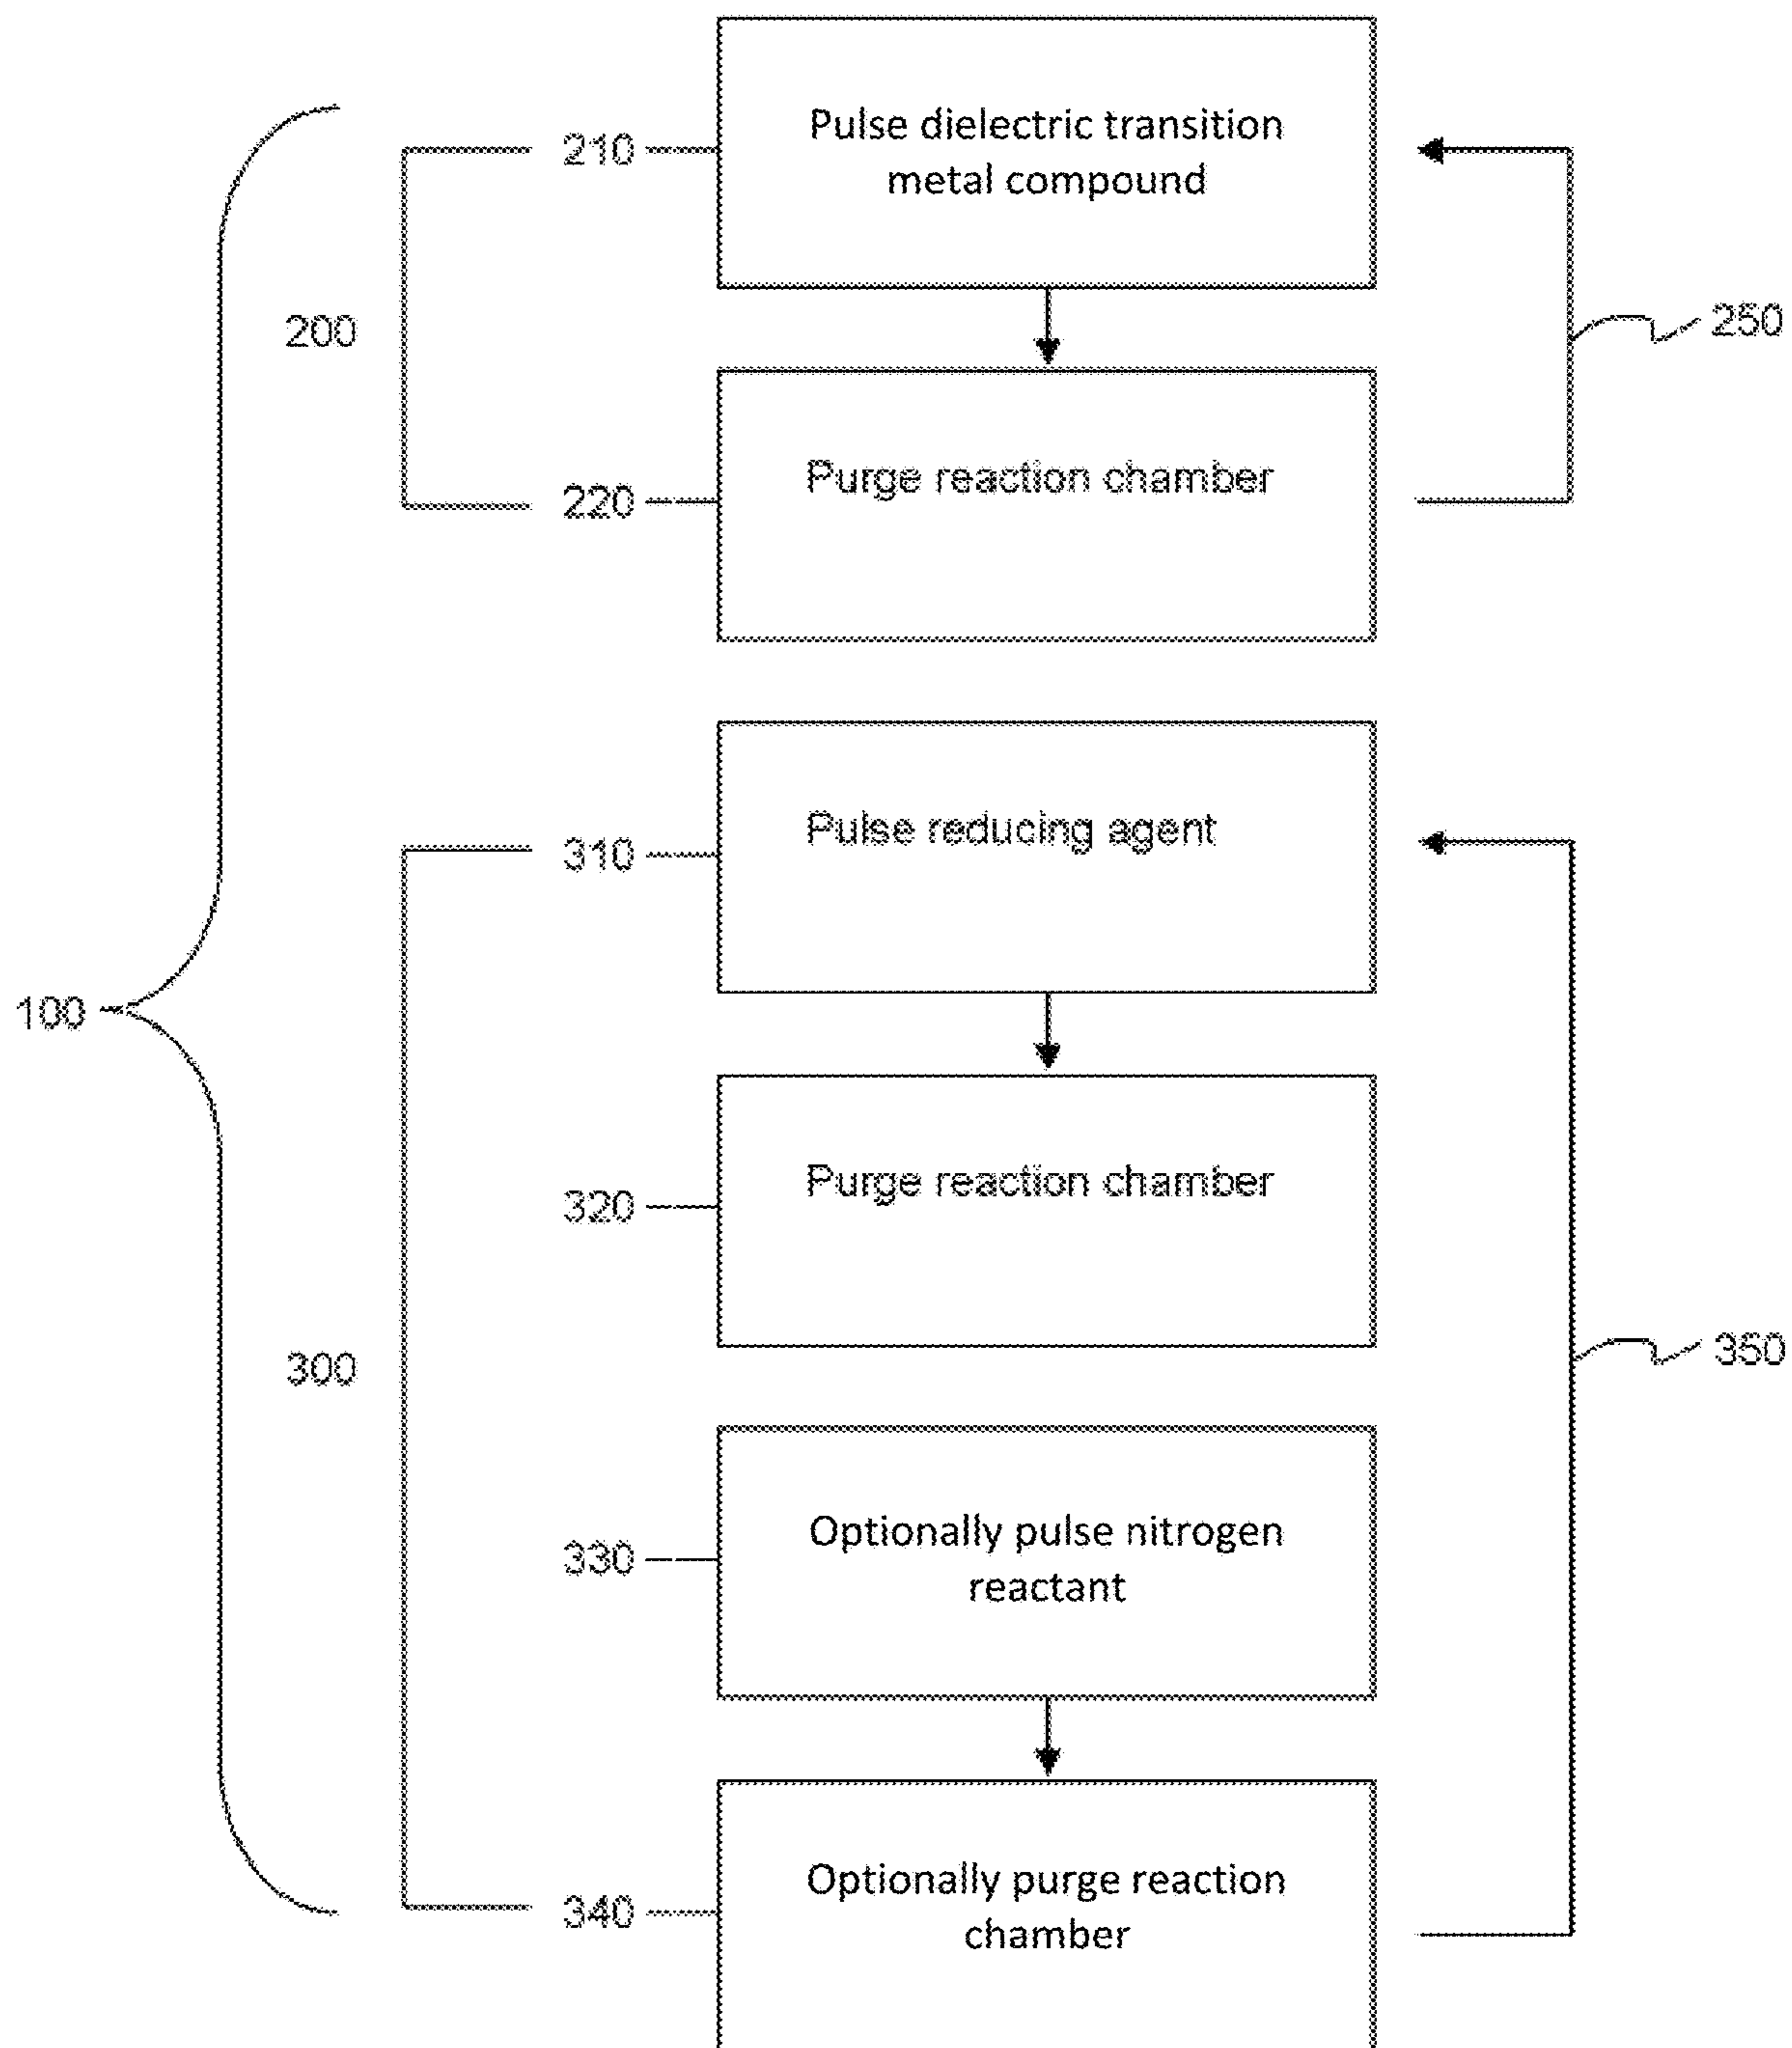 Pulse dielectric transition
metal compound
210
200
250
Purge reaction chamber
220
Pulse reducing agent
310
100
Purge reaction chamber
320
300
350
Optionally pulse nitrogen
reactant
330
Optionally purge reaction
chamber
340